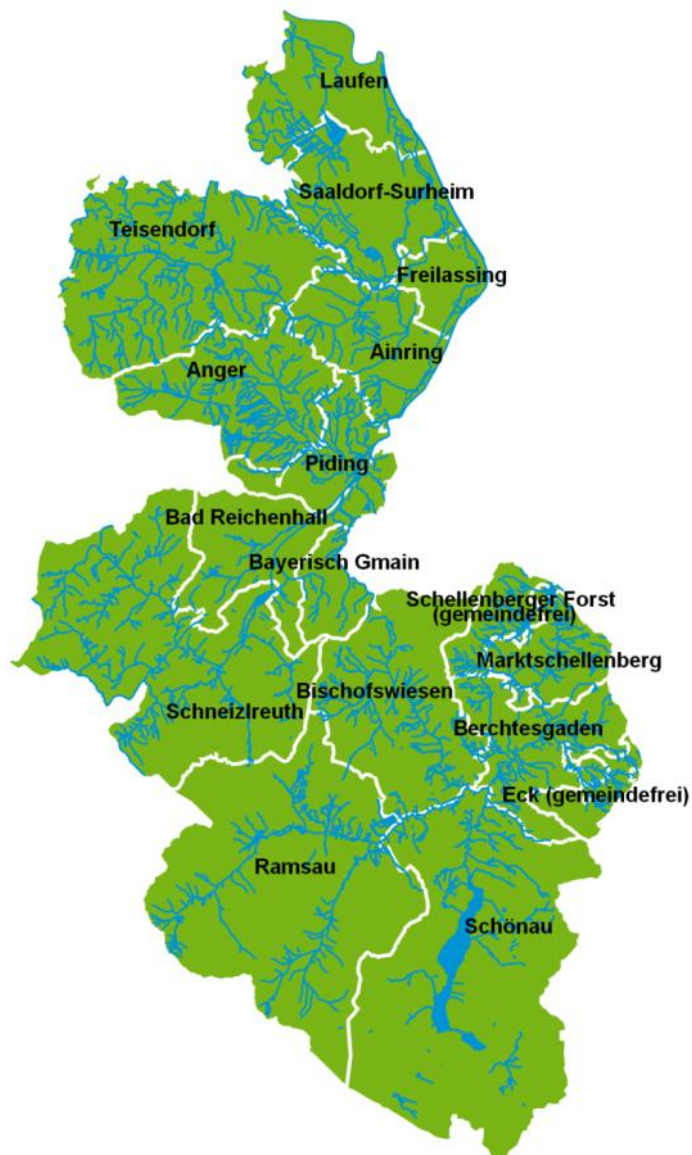 Laufen
Saaldorf-Surheim
Teisendorf
Freilassing
Ainring
Anger
Piding
Bad Reichenhall
Bayerisch Gmain
Schellenberger Forst
(gemeindefrei)
Marktschellenberg
Bischofswiesen
Schneizlreuth
Berchtesgaden
Eck (gemeindefrei)
Ramsau
Schönau